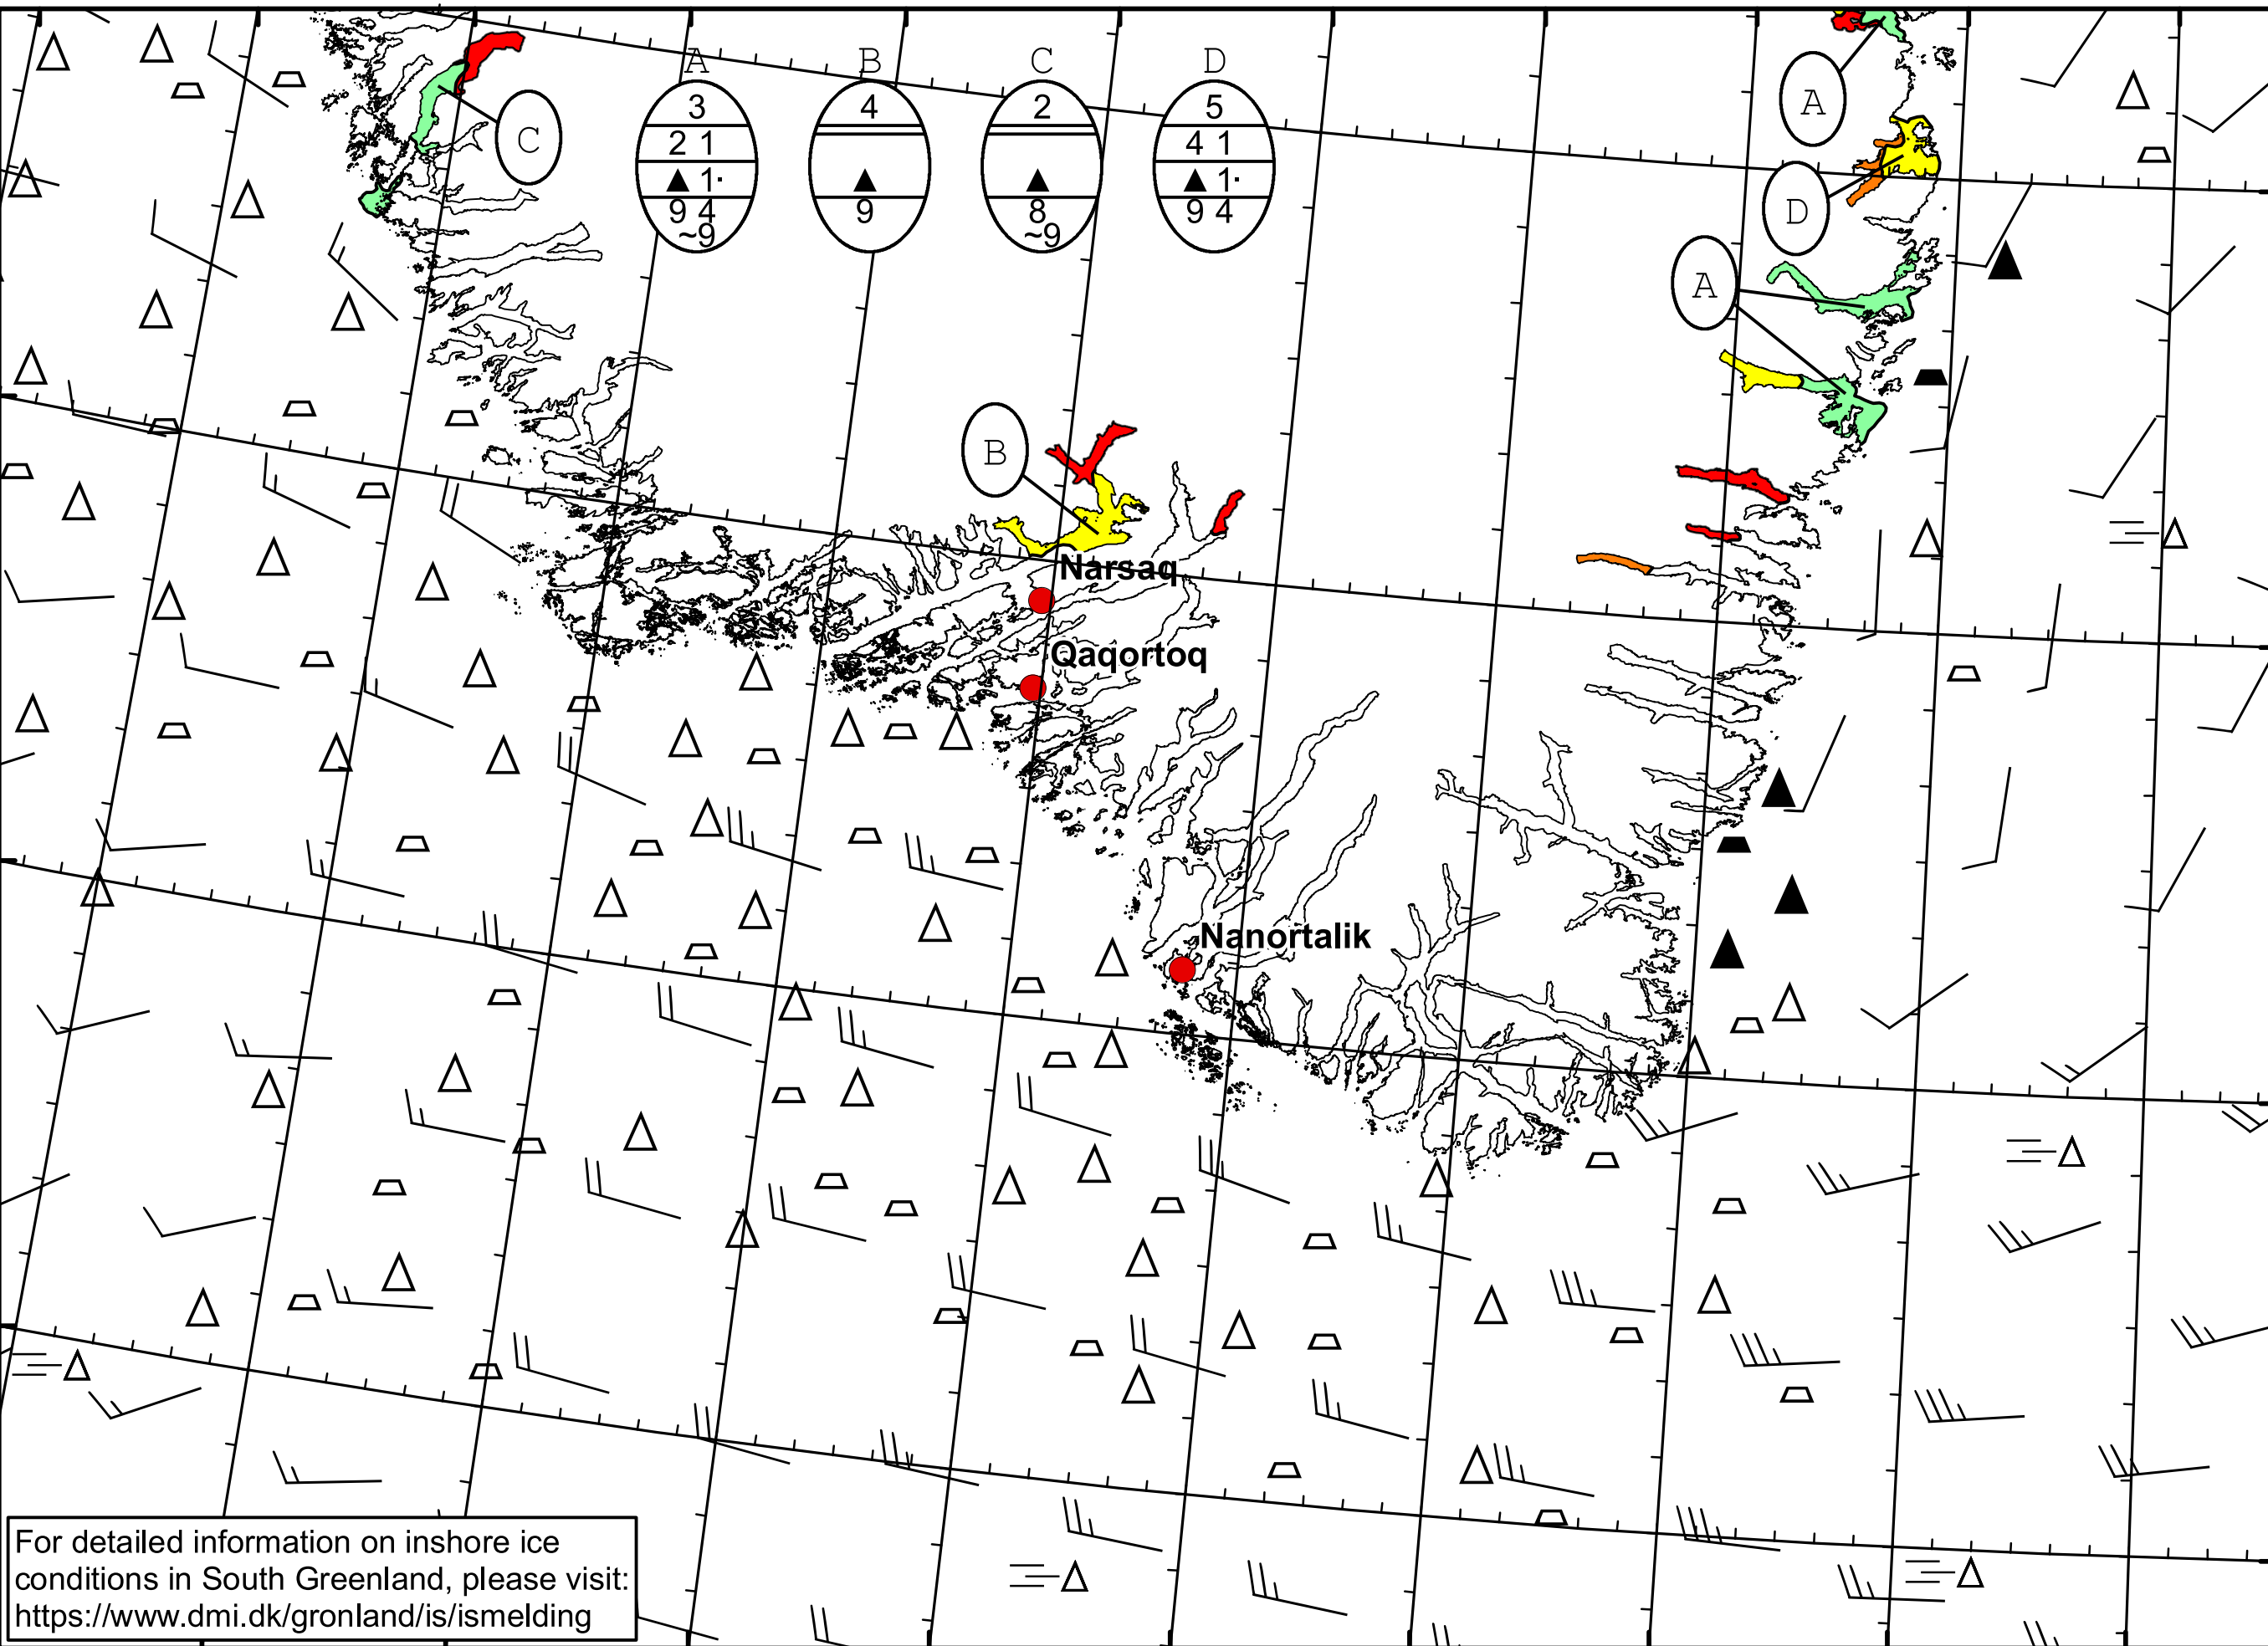 A B C D
3 4 2 5
2 1 4 1
▲ 1· ▲ ▲ ▲ 1·
9 4 9 8 9 4
~9 ~9
C
A
D
A
B
Narsaq
Qaqortoq
Nanortalik
For detailed information on inshore ice
conditions in South Greenland, please visit:
https://www.dmi.dk/gronland/is/ismelding